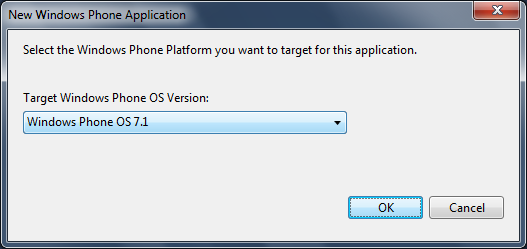 New Windows Phone Application
Select the Windows Phone Platform you want to target for this application.
Target Windows Phone OS Version:
Windows Phone OS 7.1
OK
Cancel